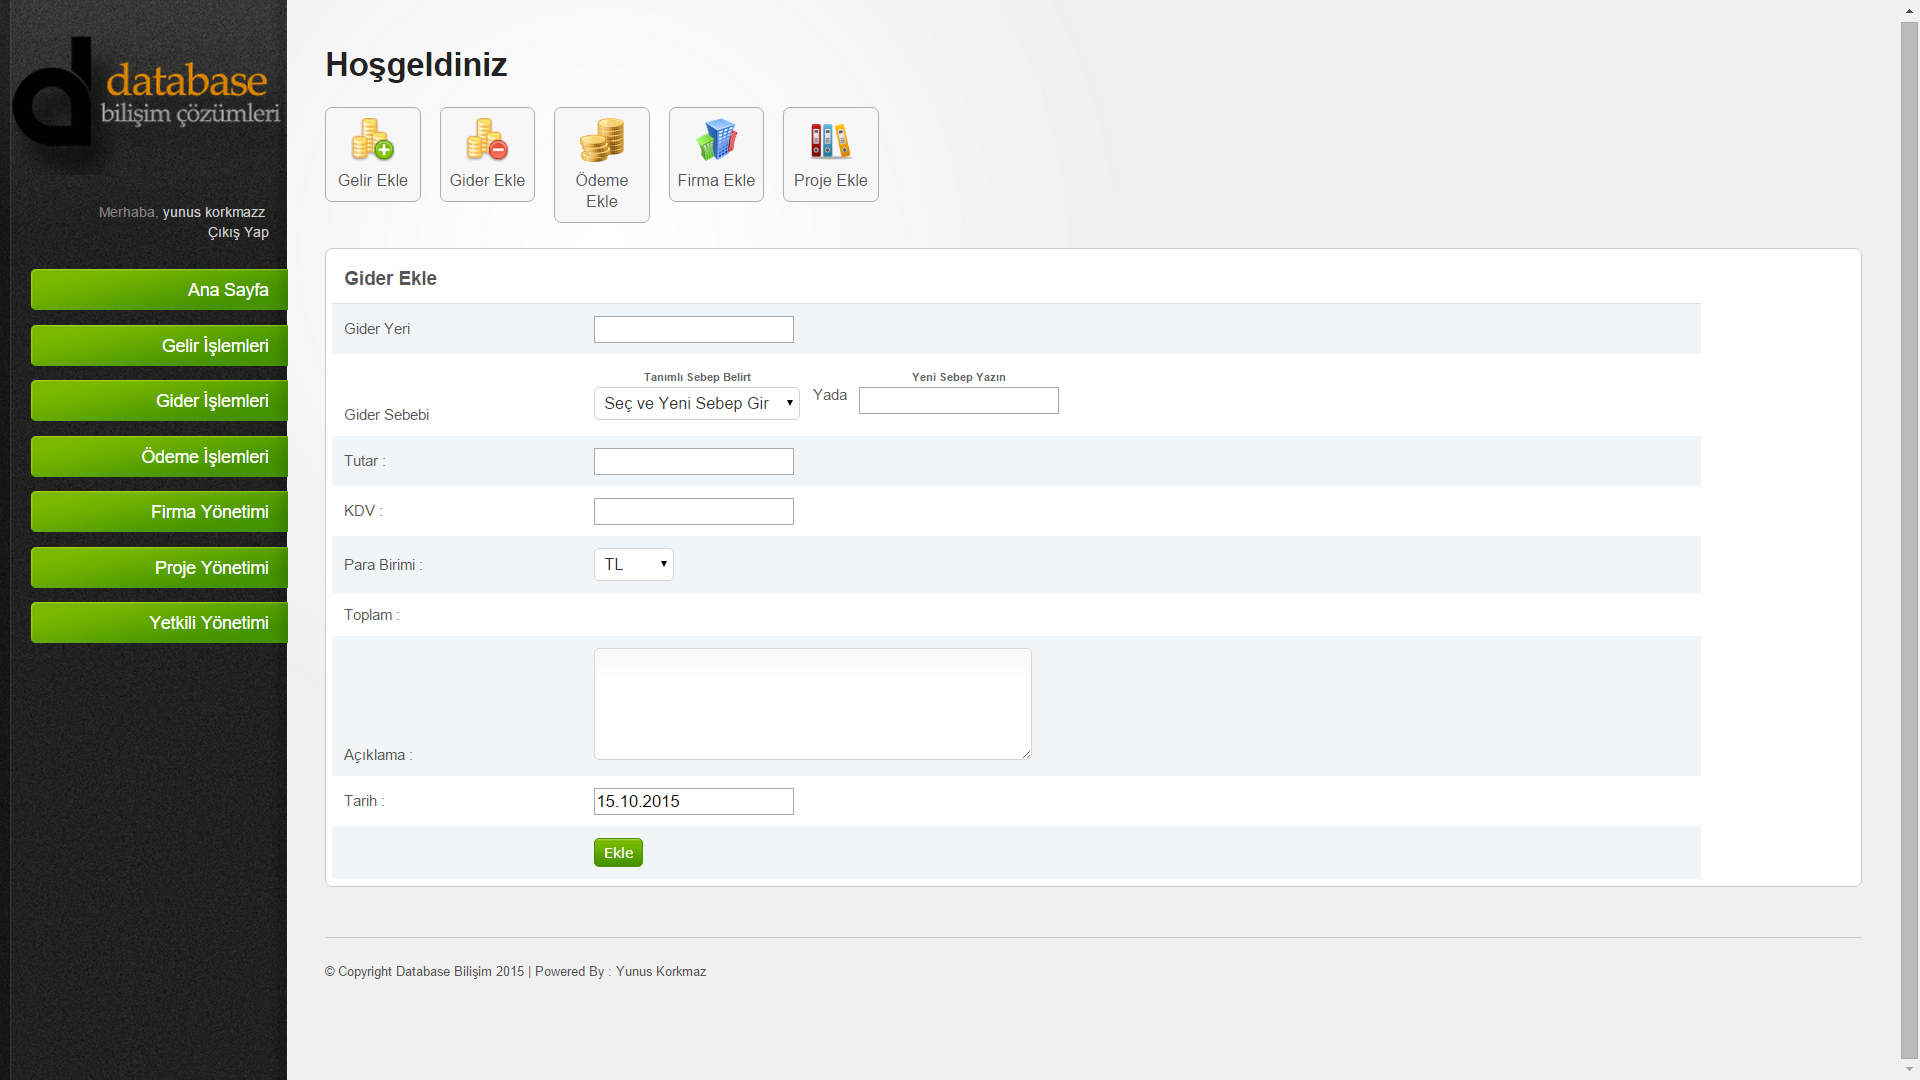 database
bilişim çözümleri
Merhaba, yunus korkmazz
Çıkış Yap
Ana Sayfa
Gelir İşlemleri
Gider İşlemleri
Ödeme İşlemleri
Firma Yönetimi
Proje Yönetimi
Yetkili Yönetimi
Hoşgeldiniz
Gelir Ekle
Gider Ekle
Ödeme
Ekle
Firma Ekle
Proje Ekle
Gider Ekle
Gider Yeri
Tanımlı Sebep Belirt
Yeni Sebep Yazın
Gider Sebebi
Seç ve Yeni Sebep Gir
Yada
Tutar :
KDV :
Para Birimi :
TL
Toplam :
Açıklama :
Tarih :
15.10.2015
Ekle
© Copyright Database Bilişim 2015 | Powered By : Yunus Korkmaz